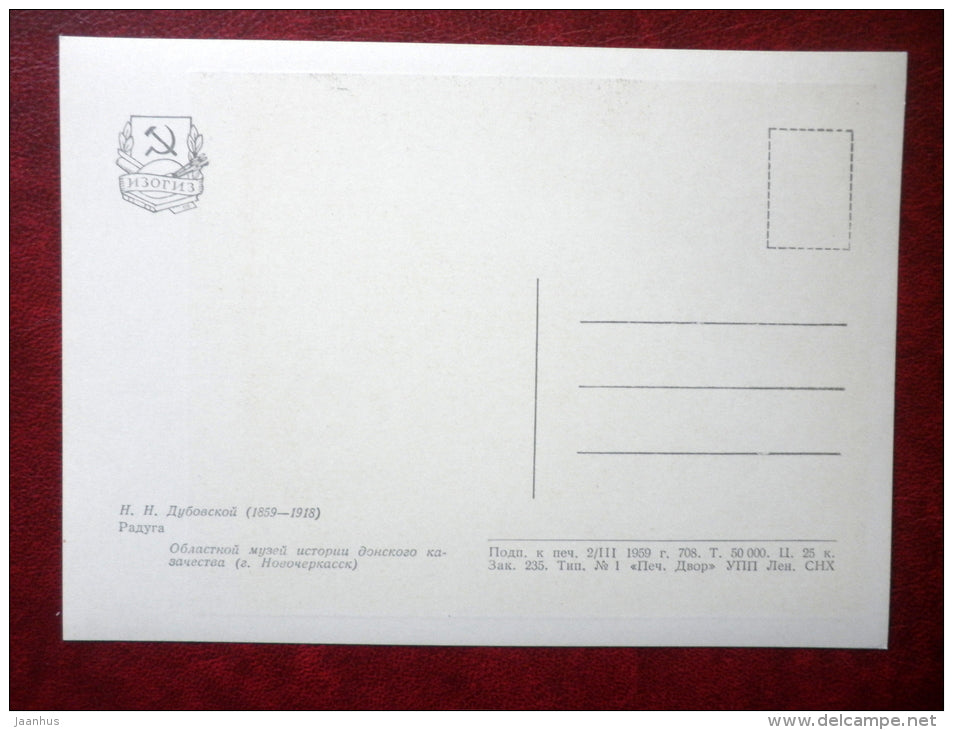 ИЗОГИЗ
Н. Н. Дубовской (1859—1918)
Радуга
Областной музей истории донского ка-
зачества (г. Новочеркасск)
Подп. к печ. 2/III 1959 г. 708. Т. 50 000. Ц. 25 к.
Зак. 235. Тип. № 1 «Печ. Двор» УПП Лен. СНХ
jaanhus
www.delcampe.net